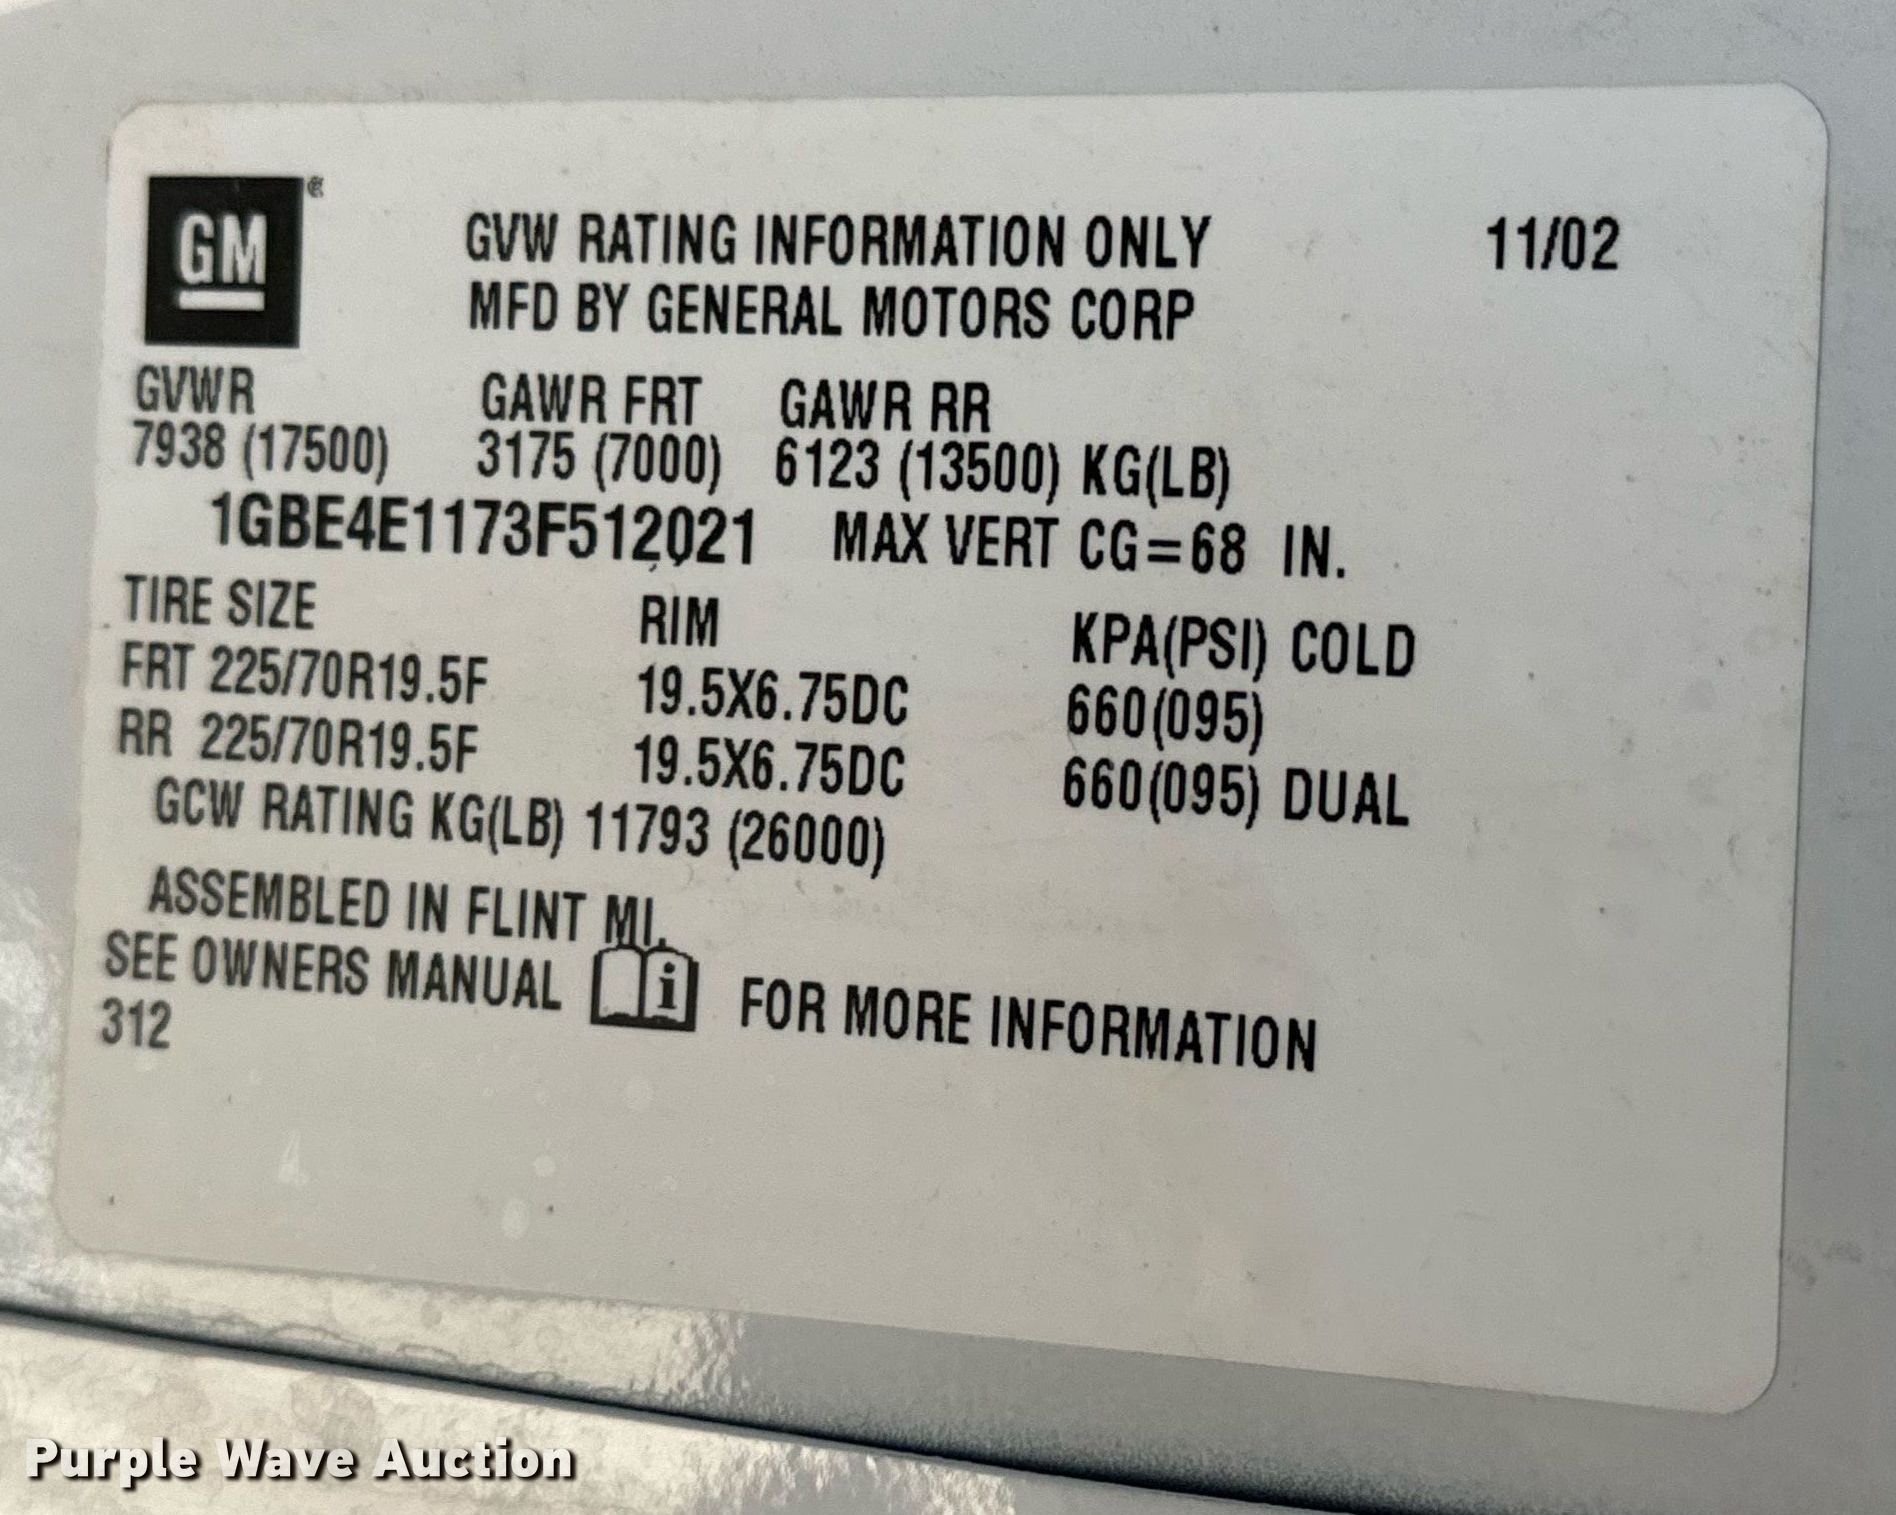 GM
GVW RATING INFORMATION ONLY 11/02
MFD BY GENERAL MOTORS CORP
GVWR GAWR FRT GAWR RR
7938 (17500) 3175 (7000) 6123 (13500) KG(LB)
1GBE4E1173F512021 MAX VERT CG=68 IN.
TIRE SIZE RIM KPA(PSI) COLD
FRT 225/70R19.5F 19.5X6.75DC 660(095)
RR 225/70R19.5F 19.5X6.75DC 660(095) DUAL
GCW RATING KG(LB) 11793 (26000)
ASSEMBLED IN FLINT MI.
SEE OWNERS MANUAL i FOR MORE INFORMATION
312
Purple Wave Auction